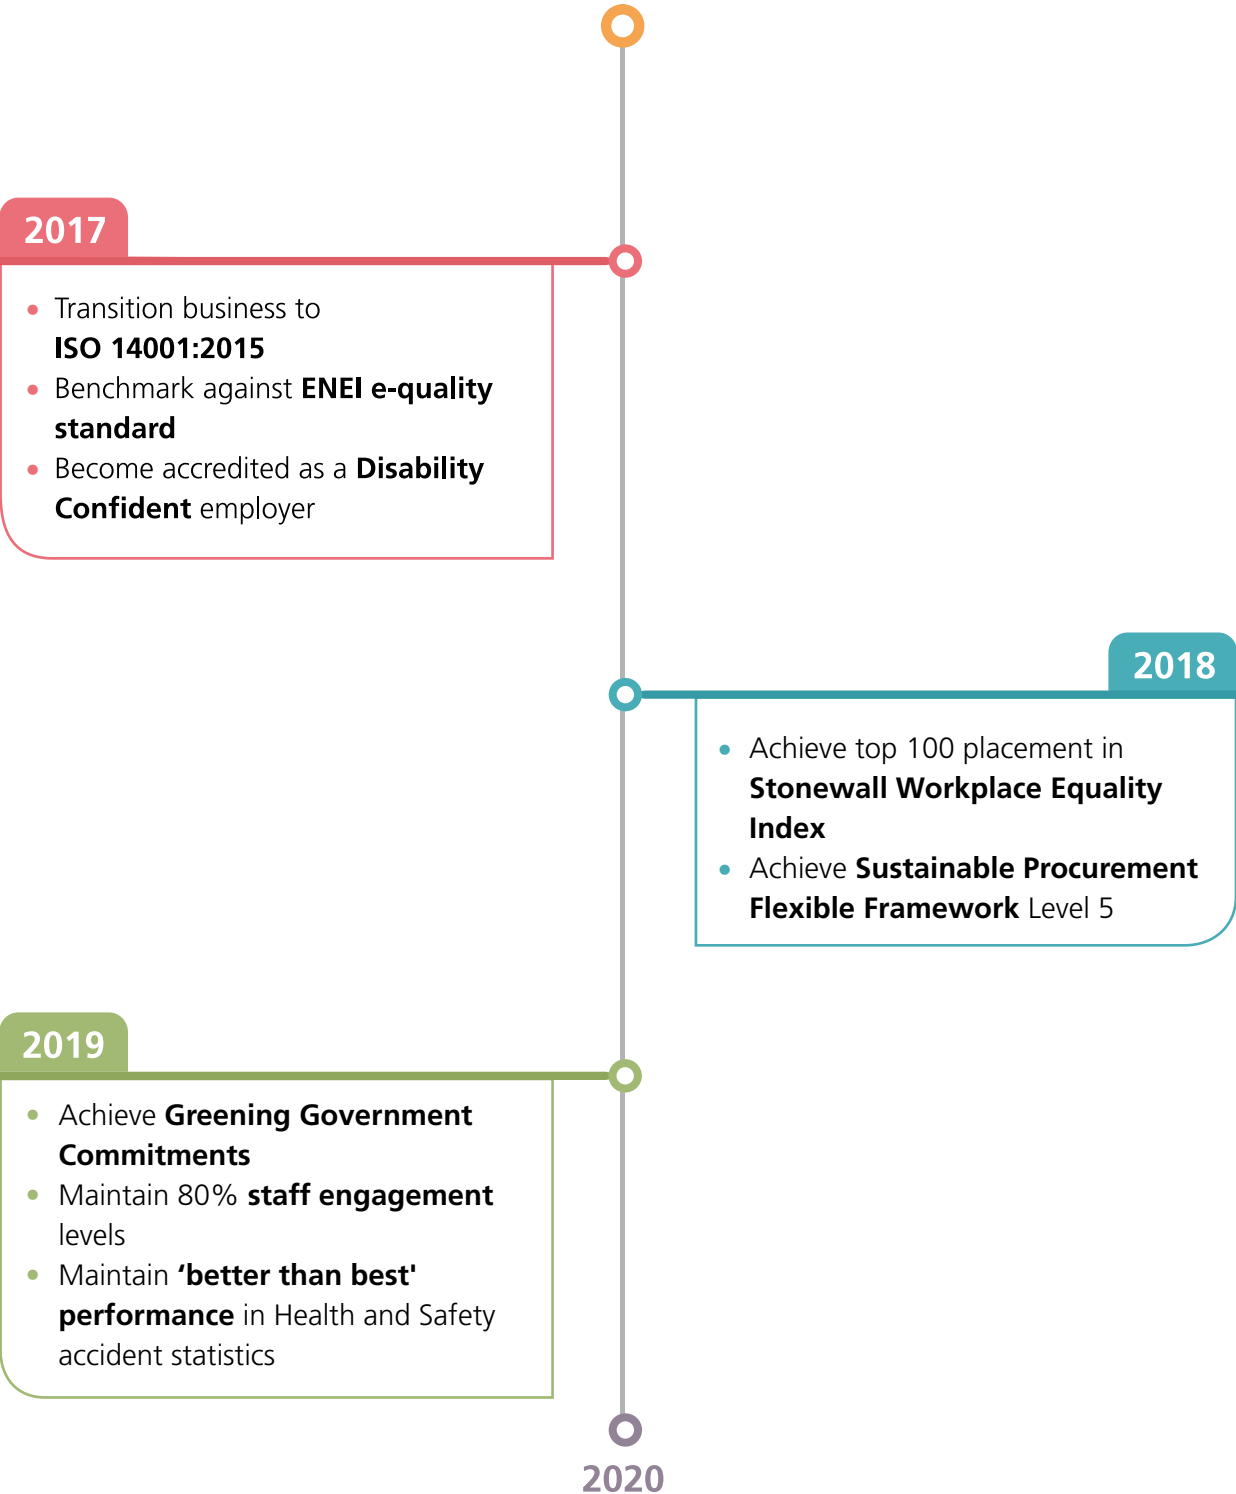 2017
• Transition business to
ISO 14001:2015
• Benchmark against ENEI e-quality
standard
• Become accredited as a Disability
Confident employer
2018
• Achieve top 100 placement in
Stonewall Workplace Equality
Index
• Achieve Sustainable Procurement
Flexible Framework Level 5
2019
• Achieve Greening Government
Commitments
• Maintain 80% staff engagement
levels
• Maintain ‘better than best'
performance in Health and Safety
accident statistics
2020